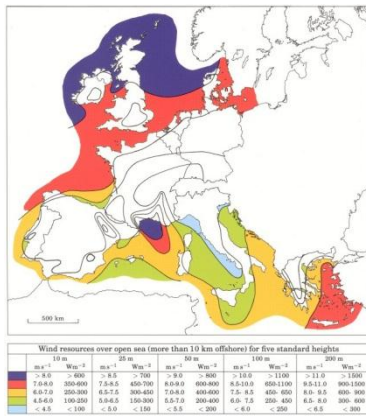 500 km
Wind resources over open sea (more than 10 km offshore) for five standard heights
10 m 25 m 50 m 100 m 200 m
ms⁻¹ Wm⁻² ms⁻¹ Wm⁻² ms⁻¹ Wm⁻² ms⁻¹ Wm⁻² ms⁻¹ Wm⁻²
> 8.0 > 600 > 8.5 > 700 > 9.0 > 800 > 10.0 > 1100 > 11.0 > 1500
7.0-8.0 350-600 7.5-8.5 450-700 8.0-9.0 600-800 8.5-10.0 650-1100 9.5-11.0 900-1500
6.0-7.0 250-300 6.5-7.5 300-450 7.0-8.0 400-600 7.5- 8.5 450- 650 8.0- 9.5 600- 900
4.5-6.0 100-250 5.0-6.5 150-300 5.5-7.0 200-400 6.0- 7.5 250- 450 6.5- 8.0 300- 600
< 4.5 < 100 < 5.0 < 150 < 5.5 < 200 < 6.0 < 250 < 6.5 < 300